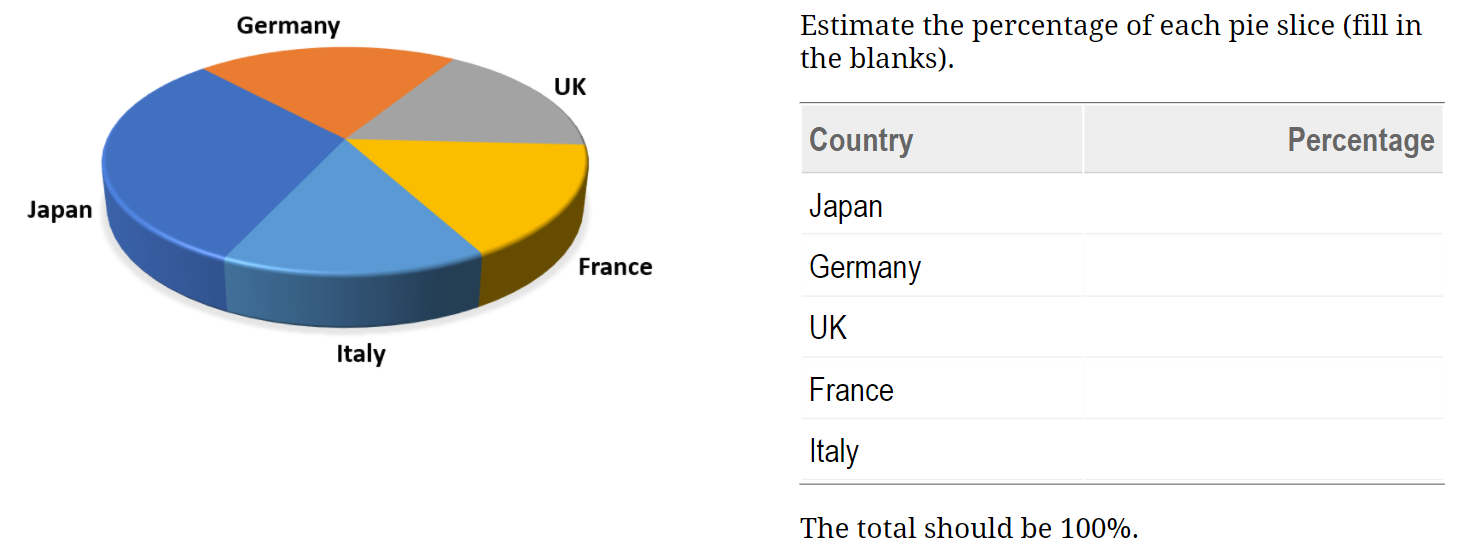 Germany
UK
Japan
France
Italy
Estimate the percentage of each pie slice (fill in
the blanks).
Country Percentage
Japan
Germany
UK
France
Italy
The total should be 100%.